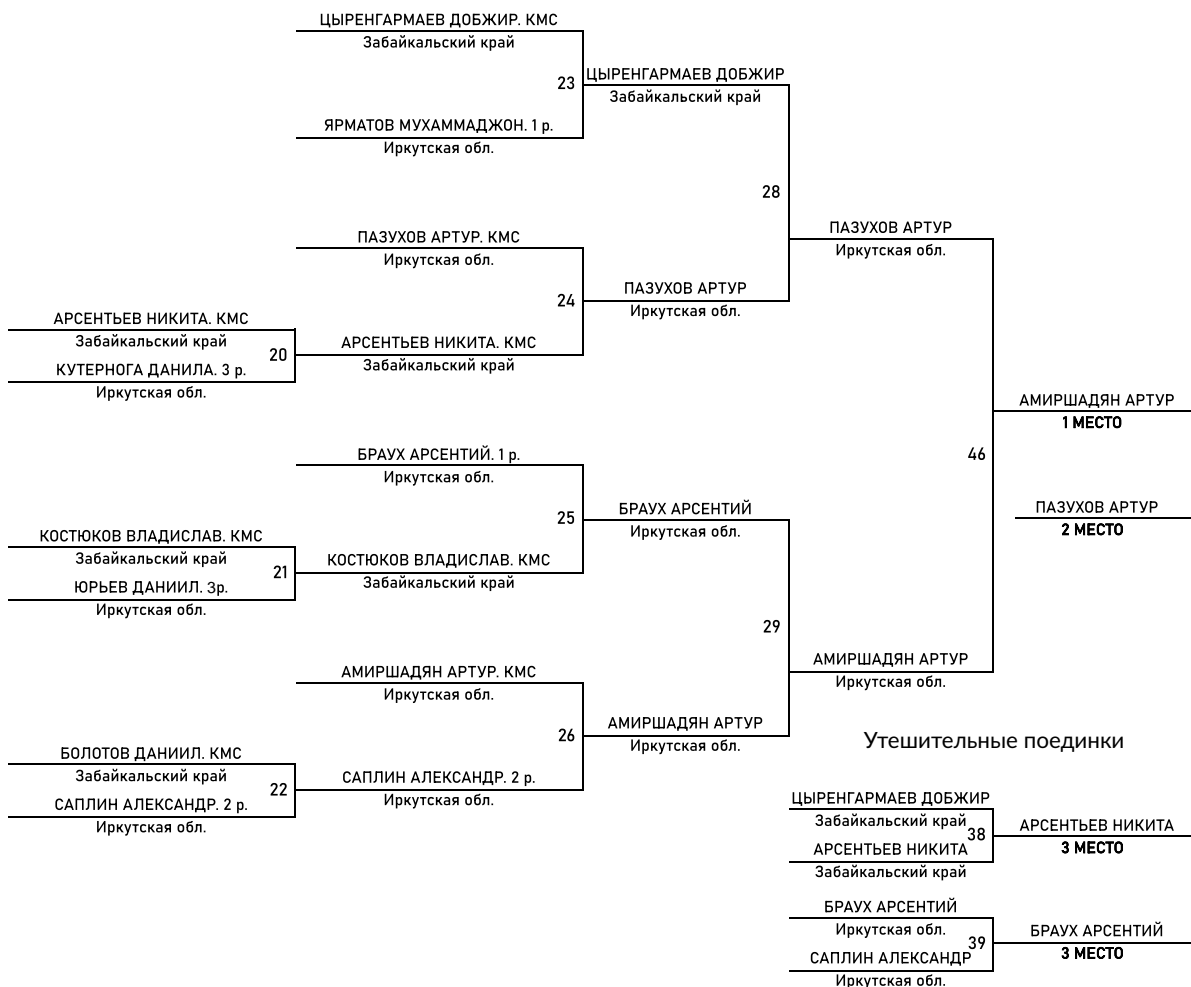 ЦЫРЕНГАРМАЕВ ДОБЖИР. КМС
Забайкальский край
23
ЦЫРЕНГАРМАЕВ ДОБЖИР
Забайкальский край
ЯРМАТОВ МУХАММАДЖОН. 1 р.
Иркутская обл.
28
ПАЗУХОВ АРТУР
Иркутская обл.
ПАЗУХОВ АРТУР. КМС
Иркутская обл.
24
ПАЗУХОВ АРТУР
Иркутская обл.
АРСЕНТЬЕВ НИКИТА. КМС
Забайкальский край
20
АРСЕНТЬЕВ НИКИТА. КМС
Забайкальский край
КУТЕРНОГА ДАНИЛА. 3 р.
Иркутская обл.
АМИРШАДЯН АРТУР
1 МЕСТО
46
БРАУХ АРСЕНТИЙ. 1 р.
Иркутская обл.
25
БРАУХ АРСЕНТИЙ
Иркутская обл.
ПАЗУХОВ АРТУР
2 МЕСТО
КОСТЮКОВ ВЛАДИСЛАВ. КМС
Забайкальский край
21
КОСТЮКОВ ВЛАДИСЛАВ. КМС
Забайкальский край
ЮРЬЕВ ДАНИИЛ. 3р.
Иркутская обл.
29
АМИРШАДЯН АРТУР
Иркутская обл.
АМИРШАДЯН АРТУР. КМС
Иркутская обл.
26
АМИРШАДЯН АРТУР
Иркутская обл.
БОЛОТОВ ДАНИИЛ. КМС
Забайкальский край
22
САПЛИН АЛЕКСАНДР. 2 р.
Иркутская обл.
САПЛИН АЛЕКСАНДР. 2 р.
Иркутская обл.
Утешительные поединки
ЦЫРЕНГАРМАЕВ ДОБЖИР
Забайкальский край
38
АРСЕНТЬЕВ НИКИТА
3 МЕСТО
АРСЕНТЬЕВ НИКИТА
Забайкальский край
БРАУХ АРСЕНТИЙ
Иркутская обл.
39
БРАУХ АРСЕНТИЙ
3 МЕСТО
САПЛИН АЛЕКСАНДР
Иркутская обл.